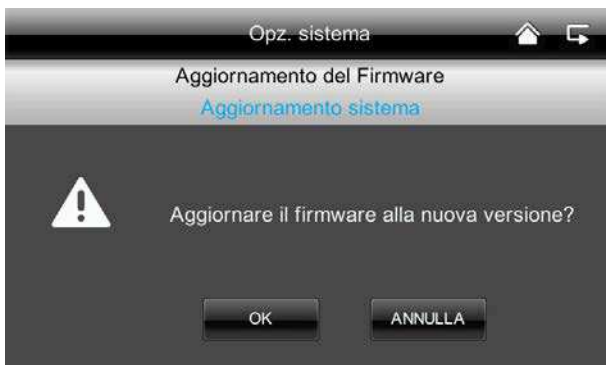 Opz. sistema
Aggiornamento del Firmware
Aggiornamento sistema
Aggiornare il firmware alla nuova versione?
OK ANNULLA